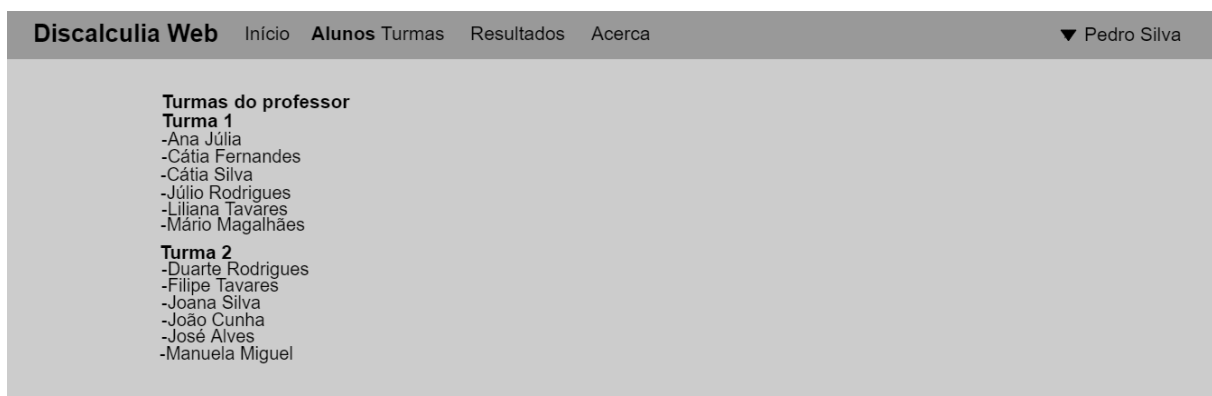 Discalculia Web Início Alunos Turmas Resultados Acerca ▼ Pedro Silva
Turmas do professor
Turma 1
-Ana Júlia
-Cátia Fernandes
-Cátia Silva
-Júlio Rodrigues
-Liliana Tavares
-Mário Magalhães
Turma 2
-Duarte Rodrigues
-Filipe Tavares
-Joana Silva
-João Cunha
-José Alves
-Manuela Miguel